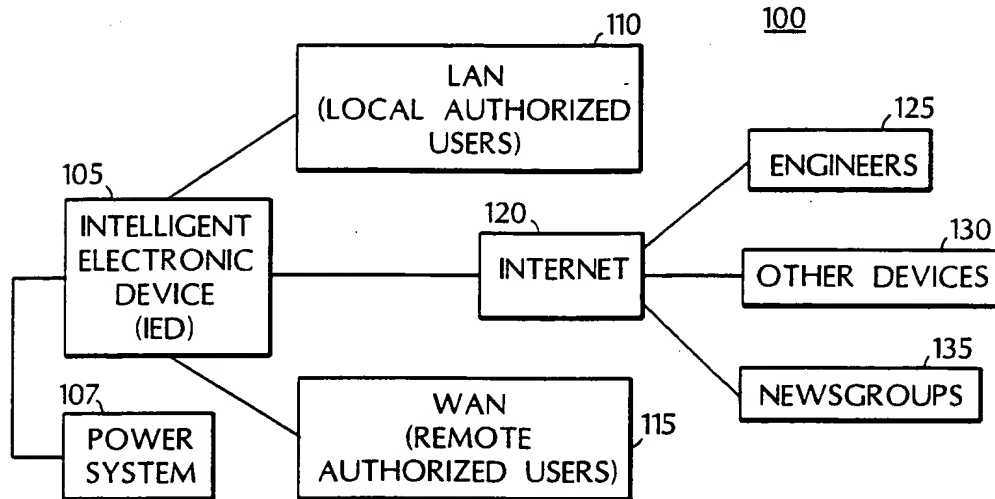 100
110
LAN
(LOCAL AUTHORIZED
USERS)
125
ENGINEERS
105
INTELLIGENT
ELECTRONIC
DEVICE
(IED)
120
INTERNET
130
OTHER DEVICES
135
NEWSGROUPS
107
POWER
SYSTEM
WAN
(REMOTE
AUTHORIZED USERS)
115